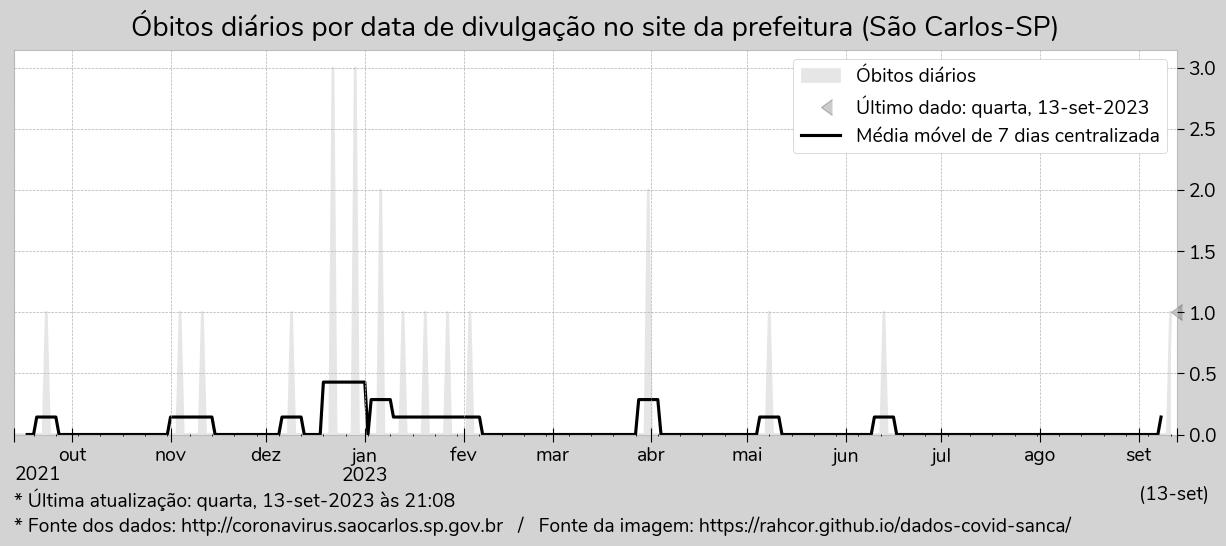 Óbitos diários por data de divulgação no site da prefeitura (São Carlos-SP)
Óbitos diários
Último dado: quarta, 13-set-2023
Média móvel de 7 dias centralizada
3.0
2.5
2.0
1.5
1.0
0.5
0.0
out nov dez jan fev mar abr mai jun jul ago set
2021 2023
(13-set)
* Última atualização: quarta, 13-set-2023 às 21:08
* Fonte dos dados: http://coronavirus.saocarlos.sp.gov.br / Fonte da imagem: https://rahcor.github.io/dados-covid-sanca/